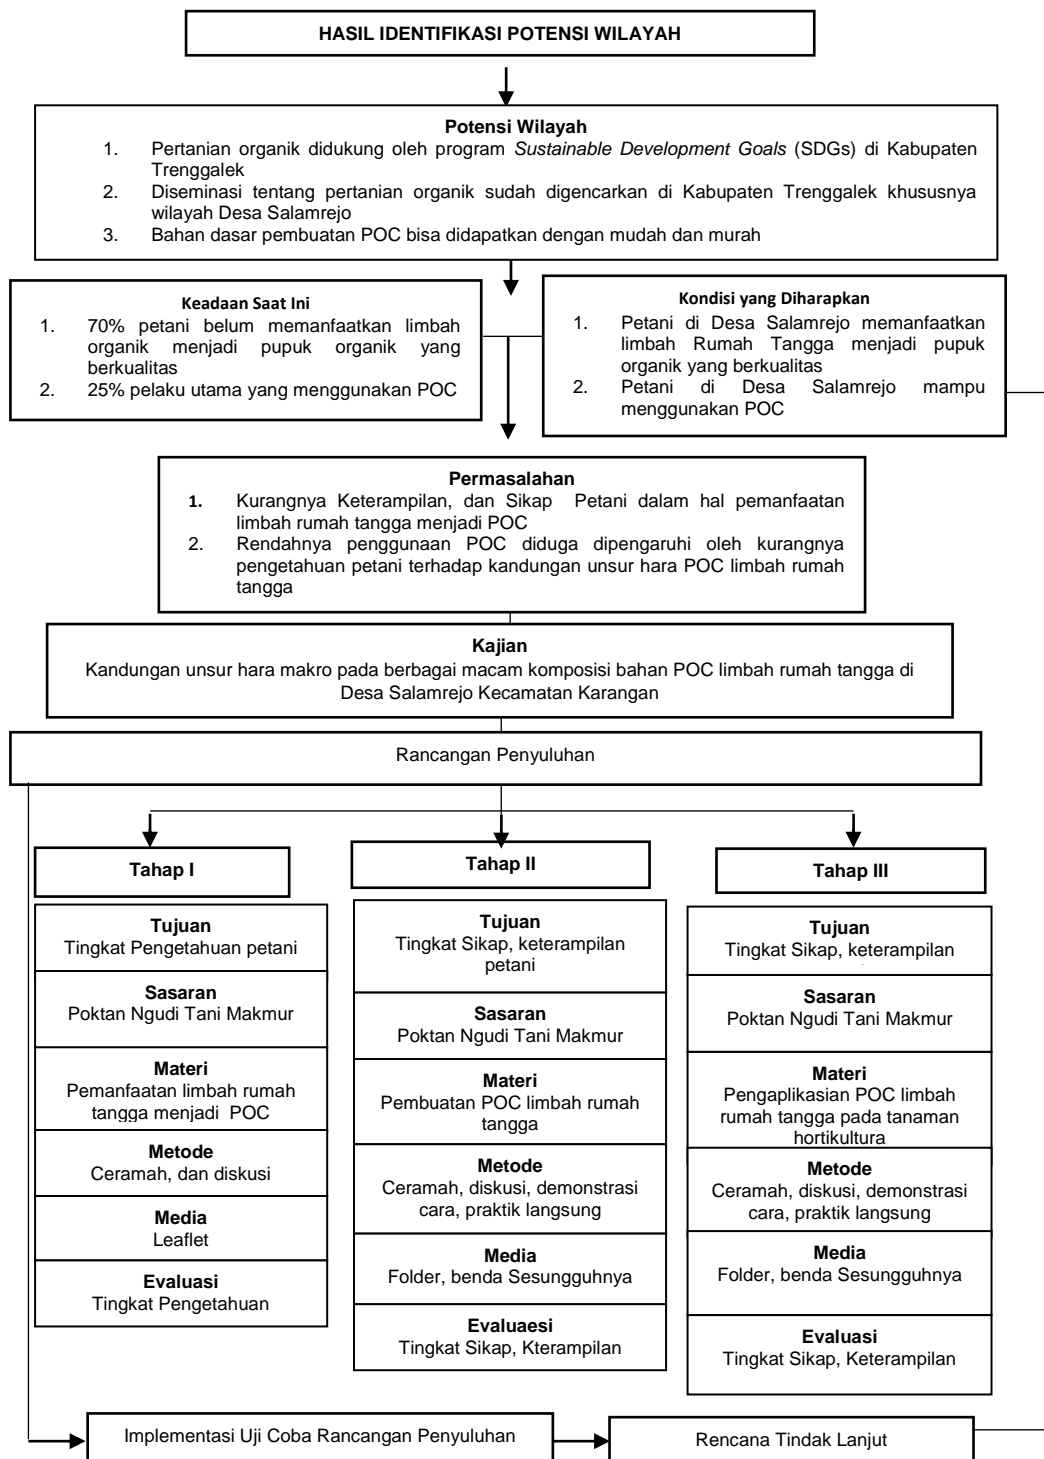 HASIL IDENTIFIKASI POTENSI WILAYAH
Potensi Wilayah
1. Pertanian organik didukung oleh program Sustainable Development Goals (SDGs) di Kabupaten
Trenggalek
2. Diseminasi tentang pertanian organik sudah digencarkan di Kabupaten Trenggalek khususnya
wilayah Desa Salamrejo
3. Bahan dasar pembuatan POC bisa didapatkan dengan mudah dan murah
Keadaan Saat Ini
1. 70% petani belum memanfaatkan limbah
organik menjadi pupuk organik yang
berkualitas
2. 25% pelaku utama yang menggunakan POC
Kondisi yang Diharapkan
1. Petani di Desa Salamrejo memanfaatkan
limbah Rumah Tangga menjadi pupuk
organik yang berkualitas
2. Petani di Desa Salamrejo mampu
menggunakan POC
Permasalahan
1. Kurangnya Keterampilan, dan Sikap Petani dalam hal pemanfaatan
limbah rumah tangga menjadi POC
2. Rendahnya penggunaan POC diduga dipengaruhi oleh kurangnya
pengetahuan petani terhadap kandungan unsur hara POC limbah rumah
tangga
Kajian
Kandungan unsur hara makro pada berbagai macam komposisi bahan POC limbah rumah tangga di
Desa Salamrejo Kecamatan Karangan
Rancangan Penyuluhan
Tahap I
Tujuan
Tingkat Pengetahuan petani
Sasaran
Poktan Ngudi Tani Makmur
Materi
Pemanfaatan limbah rumah
tangga menjadi POC
Metode
Ceramah, dan diskusi
Media
Leaflet
Evaluasi
Tingkat Pengetahuan
Tahap II
Tujuan
Tingkat Sikap, keterampilan
petani
Sasaran
Poktan Ngudi Tani Makmur
Materi
Pembuatan POC limbah rumah
tangga
Metode
Ceramah, diskusi, demonstrasi
cara, praktik langsung
Media
Folder, benda Sesungguhnya
Evaluaesi
Tingkat Sikap, Kterampilan
Tahap III
Tujuan
Tingkat Sikap, keterampilan
Sasaran
Poktan Ngudi Tani Makmur
Materi
Pengaplikasian POC limbah
rumah tangga pada tanaman
hortikultura
Metode
Ceramah, diskusi, demonstrasi
cara, praktik langsung
Media
Folder, benda Sesungguhnya
Evaluasi
Tingkat Sikap, Keterampilan
Implementasi Uji Coba Rancangan Penyuluhan
Rencana Tindak Lanjut